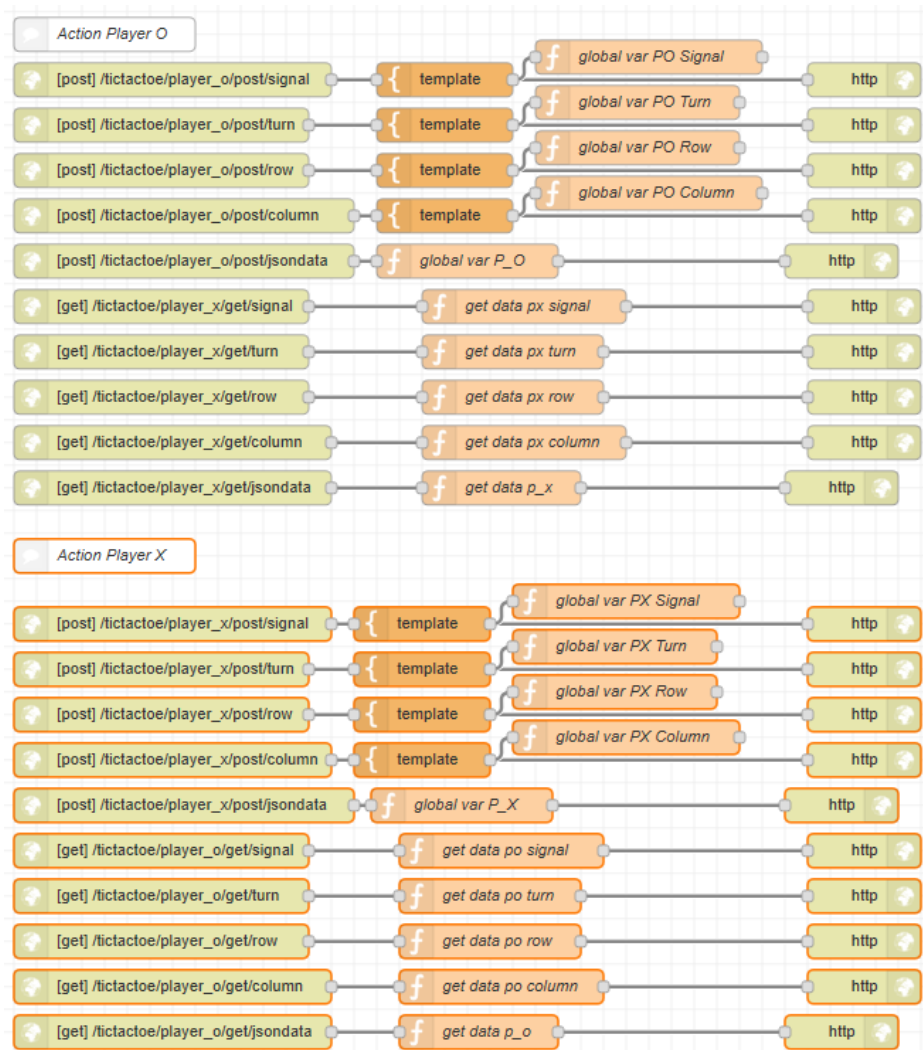 Action Player O
global var PO Signal
[post] /tictactoe/player_o/post/signal template http
global var PO Turn
[post] /tictactoe/player_o/post/turn template http
global var PO Row
[post] /tictactoe/player_o/post/row template http
global var PO Column
[post] /tictactoe/player_o/post/column template http
[post] /tictactoe/player_o/post/jsondata global var P_O http
[get] /tictactoe/player_x/get/signal get data px signal http
[get] /tictactoe/player_x/get/turn get data px turn http
[get] /tictactoe/player_x/get/row get data px row http
[get] /tictactoe/player_x/get/column get data px column http
[get] /tictactoe/player_x/get/jsondata get data p_x http
Action Player X
global var PX Signal
[post] /tictactoe/player_x/post/signal template http
global var PX Turn
[post] /tictactoe/player_x/post/turn template http
global var PX Row
[post] /tictactoe/player_x/post/row template http
global var PX Column
[post] /tictactoe/player_x/post/column template http
[post] /tictactoe/player_x/post/jsondata global var P_X http
[get] /tictactoe/player_o/get/signal get data po signal http
[get] /tictactoe/player_o/get/turn get data po turn http
[get] /tictactoe/player_o/get/row get data po row http
[get] /tictactoe/player_o/get/column get data po column http
[get] /tictactoe/player_o/get/jsondata get data p_o http